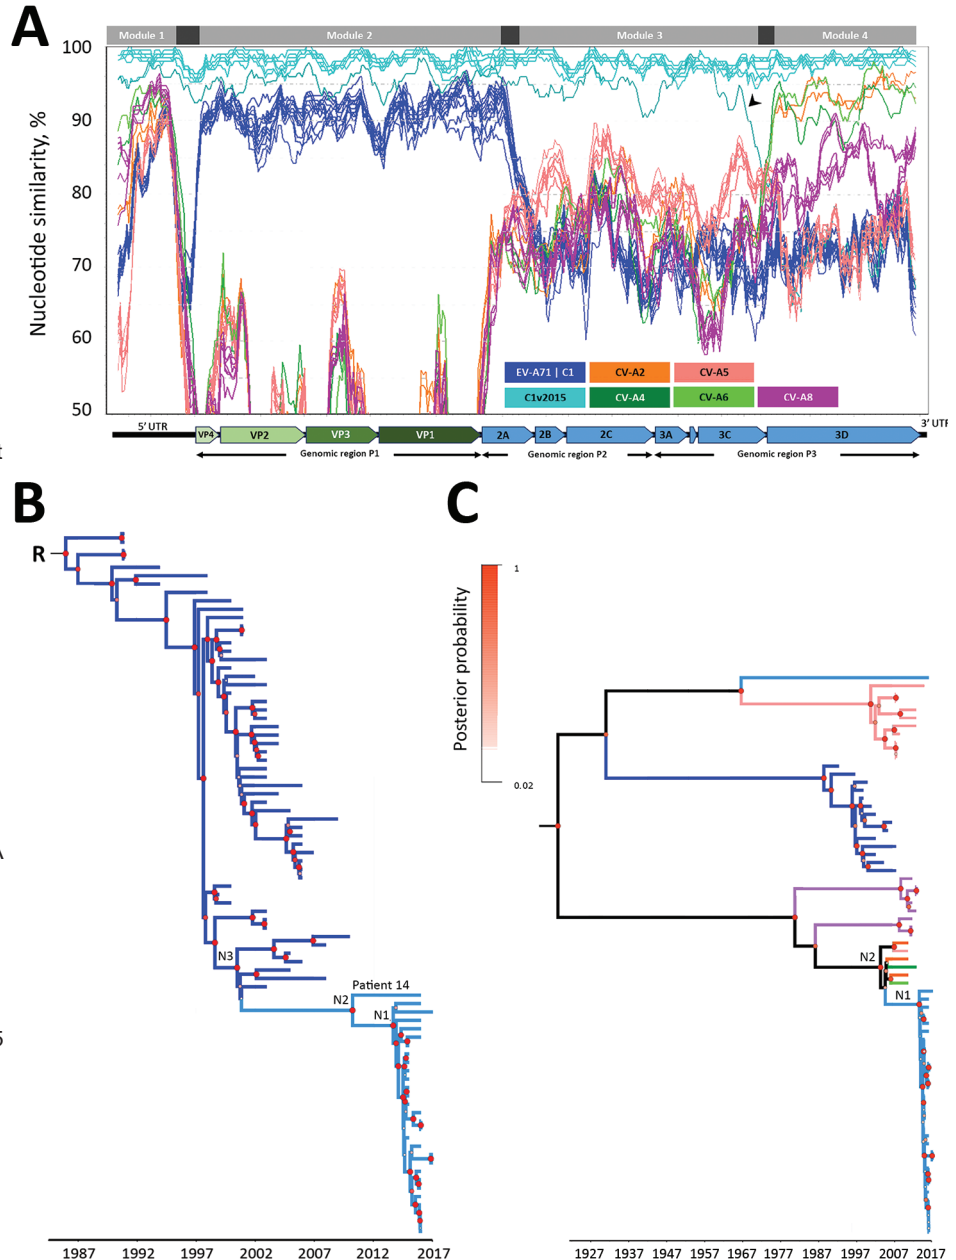 A
Module 1 Module 2 Module 3 Module 4
100
90
80
70
60
50
Nucleotide similarity, %
EV-A71 | C1 CV-A2 CV-A5
C1v2015 CV-A4 CV-A6 CV-A8
5' UTR VP4 VP2 VP3 VP1 2A 2B 2C 3A 3C 3D 3' UTF
Genomic region P1 Genomic region P2 Genomic region P3
B
R
N3
N2
Patient 14
N1
1987 1992 1997 2002 2007 2012 2017
C
Posterior probability
1
0.02
N2
N1
1927 1937 1947 1957 1967 1977 1987 1997 2007 2017